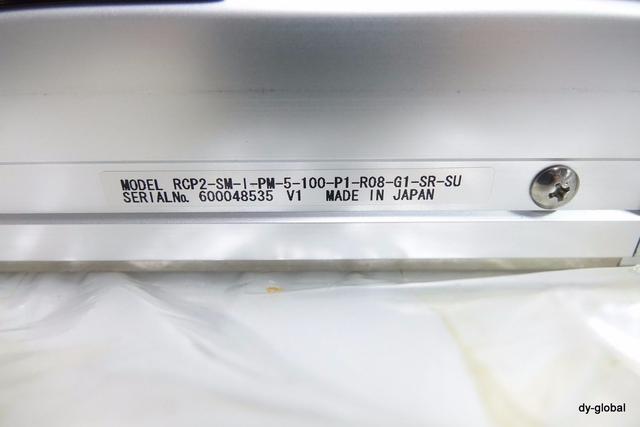 MODEL RCP2-SM-I-PM-5-100-P1-R08-G1-SR-SU
SERIAL№ 600048535 V1 MADE IN JAPAN
dy-global